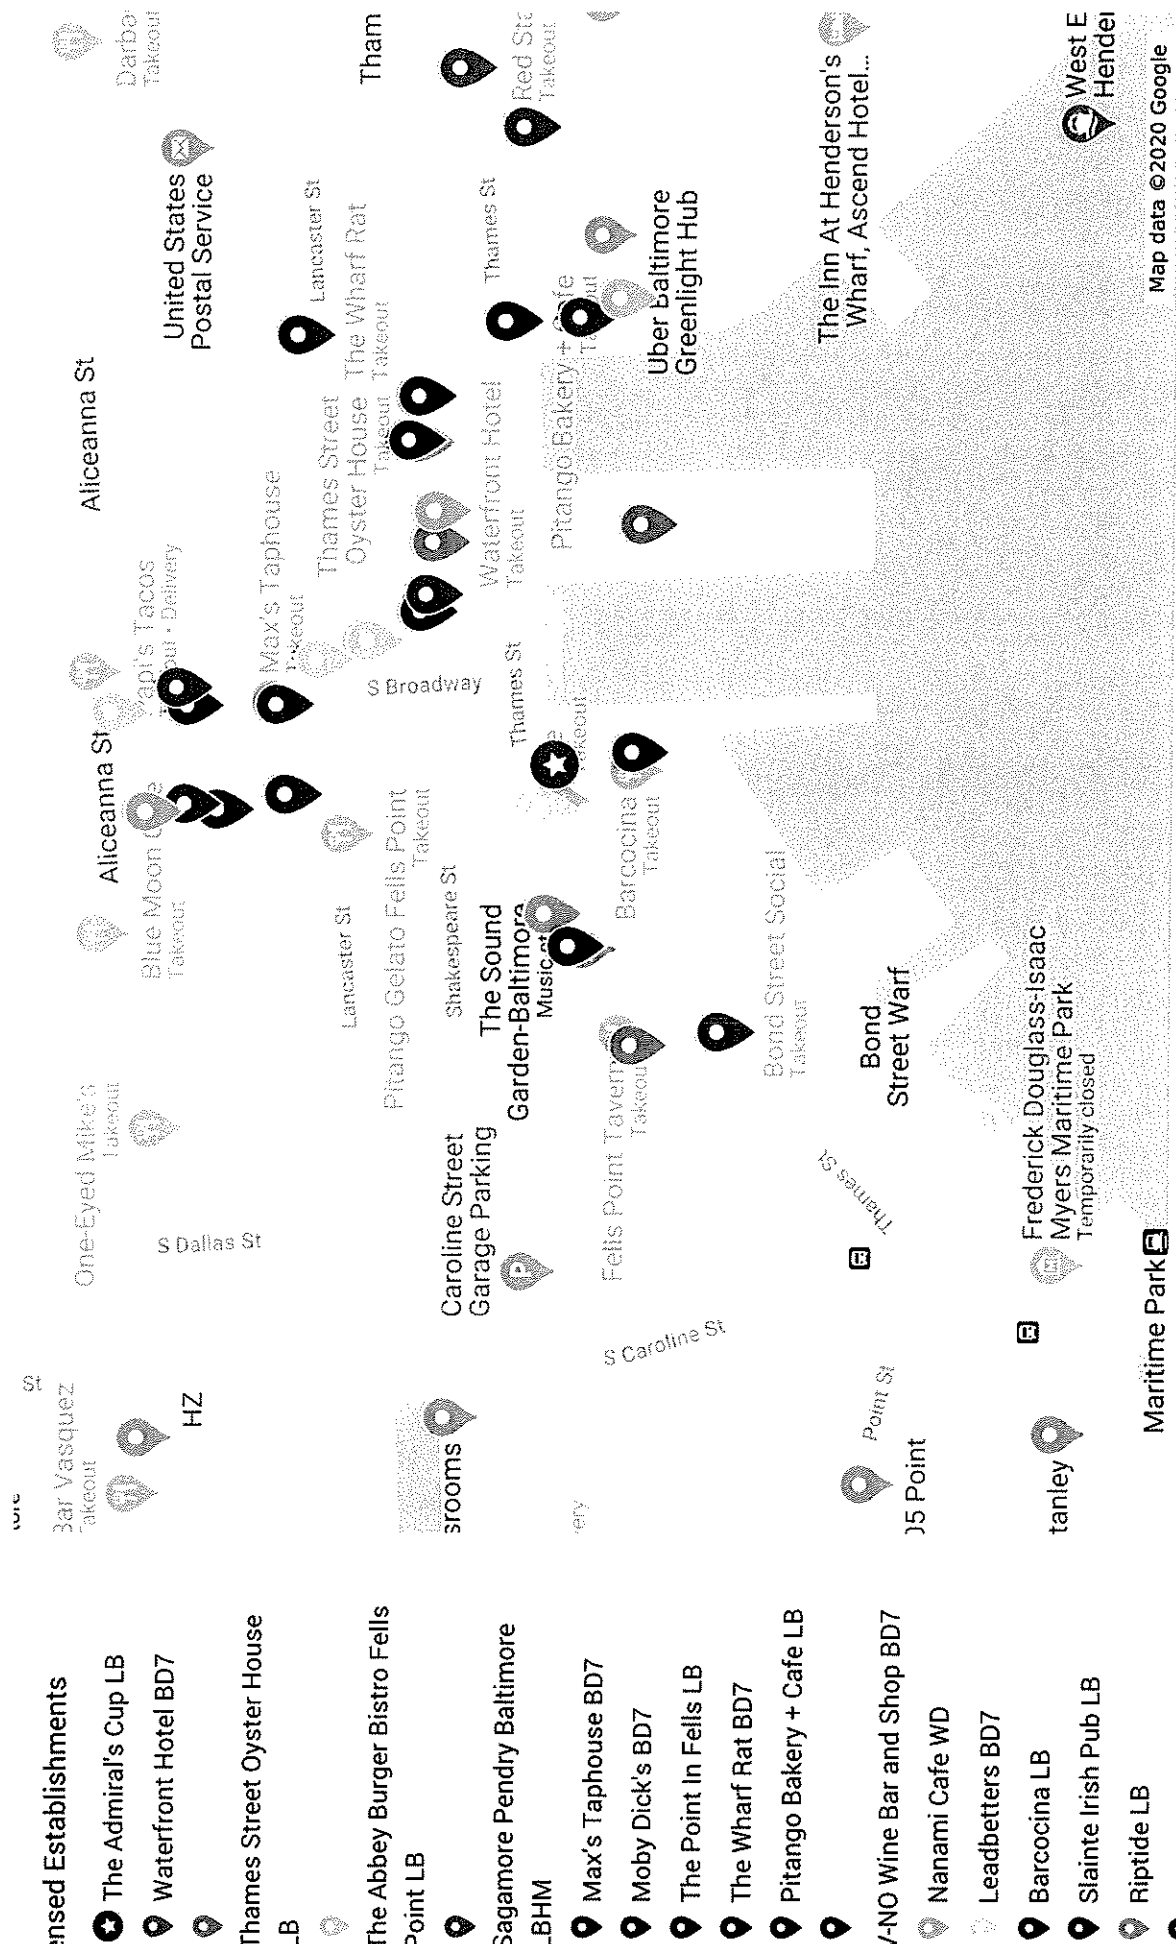 ensed Establishments
The Admiral's Cup LB
Waterfront Hotel BD7
Thames Street Oyster House
LB
The Abbey Burger Bistro Fells
Point LB
Sagamore Pendry Baltimore
LBHM
Max's Taphouse BD7
Moby Dick's BD7
The Point In Fells LB
The Wharf Rat BD7
Pitango Bakery + Cafe LB
V-NO Wine Bar and Shop BD7
Nanami Cafe WD
Leadbetters BD7
Barcocina LB
Slainte Irish Pub LB
Riptide LB
St
Bar Vasquez
Takeout
HZ
One-Eyed Mike's
Takeout
S Dallas St
Blue Moon
Takeout
Aliceanna St
Takeout • Delivery
Aliceanna St
United States
Postal Service
Darba
Takeout
Max's Taphouse
Takeout
Lancaster St
Thames Street
Oyster House
Takeout
The Wharf Rat
Takeout
Tham
Lancaster St
Pitango Gelato Fells Point
Takeout
S Broadway
srooms
Caroline Street
Garage Parking
Shakespeare St
The Sound
Garden-Baltimore
Thames St
Waterfront Hotel
Takeout
Thames St
Red Sta
Takeout
ery
Pitango Bakery +
Fells Point Tavern
Takeout
Barcocina
Takeout
Uber Baltimore
Greenlight Hub
S Caroline St
Bond Street Social
Takeout
Thames St
Bond
Street Warf
The Inn At Henderson's
Wharf, Ascend Hotel...
Point St
)5 Point
Frederick Douglass-Isaac
Myers Maritime Park
Temporarily closed
tanley
West E
Hender
Maritime Park
Map data ©2020 Google